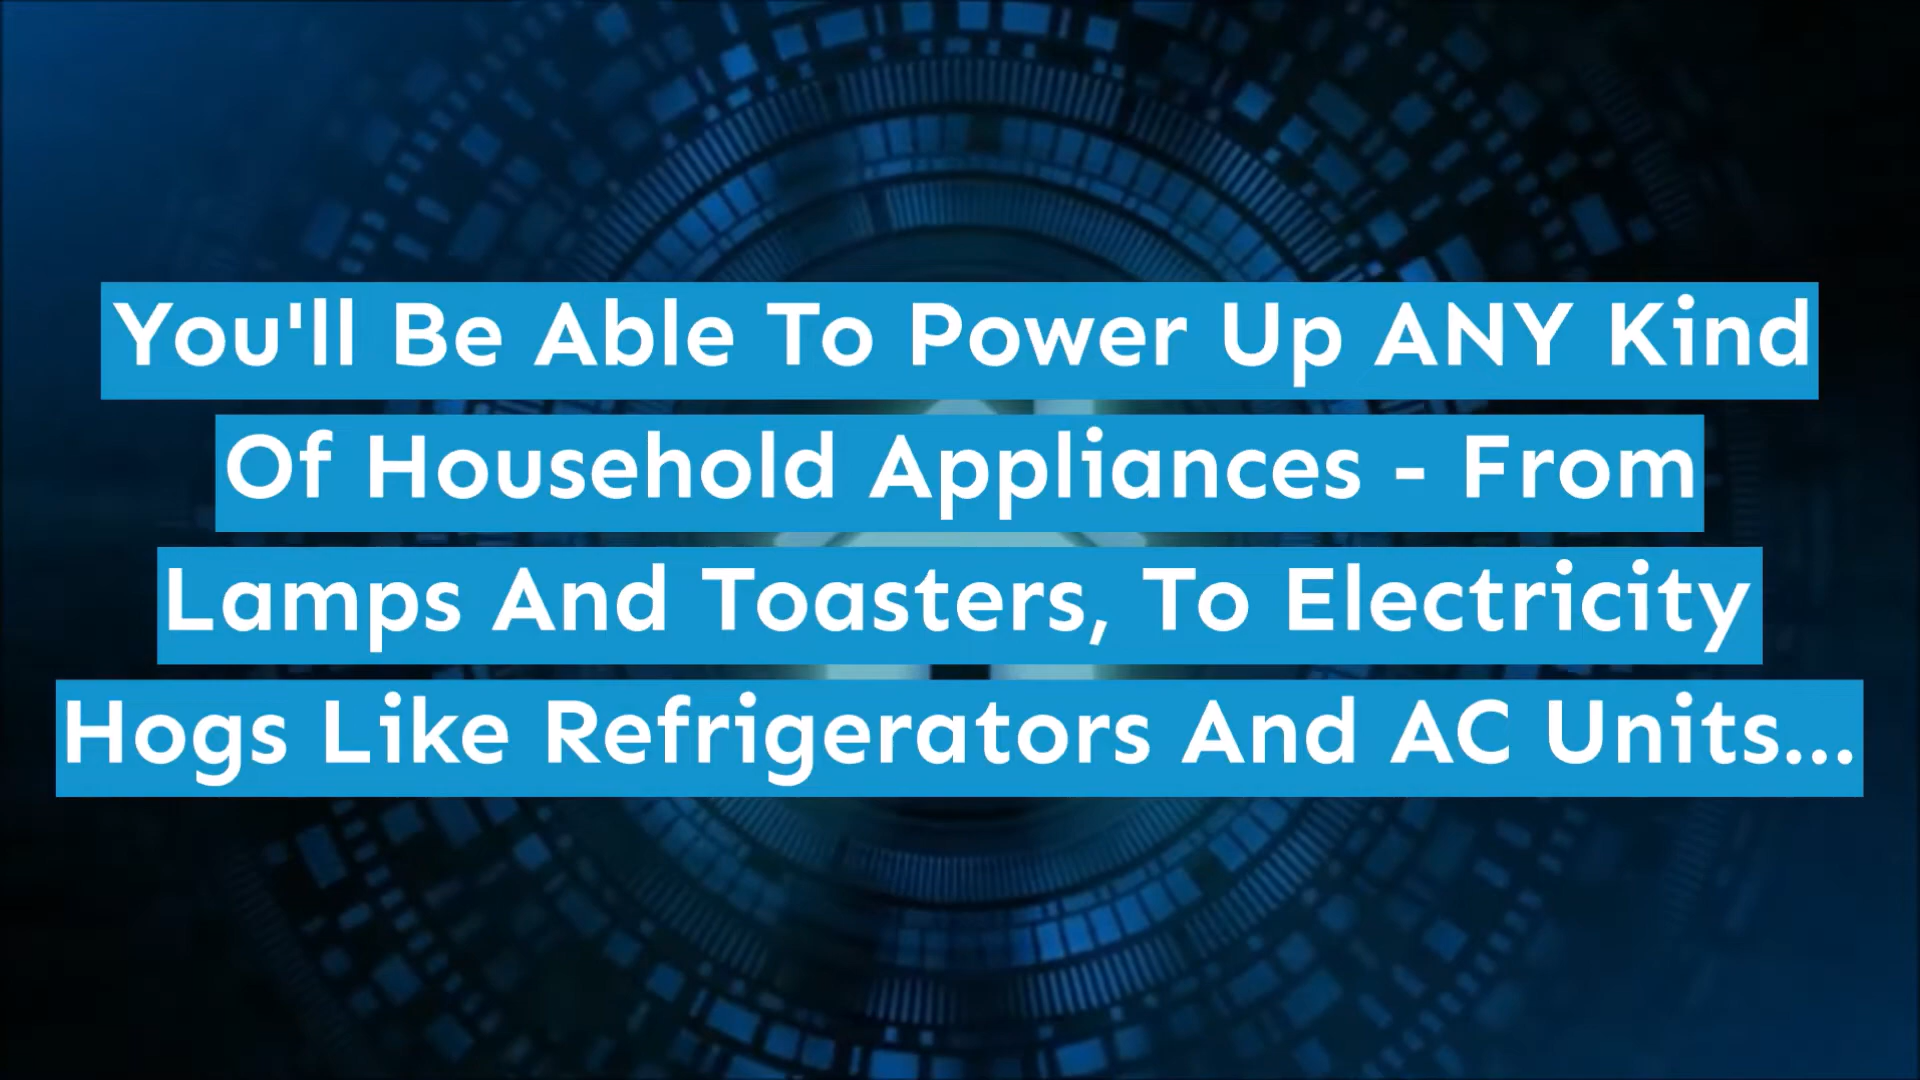 You'll Be Able To Power Up ANY Kind
Of Household Appliances - From
Lamps And Toasters, To Electricity
Hogs Like Refrigerators And AC Units...